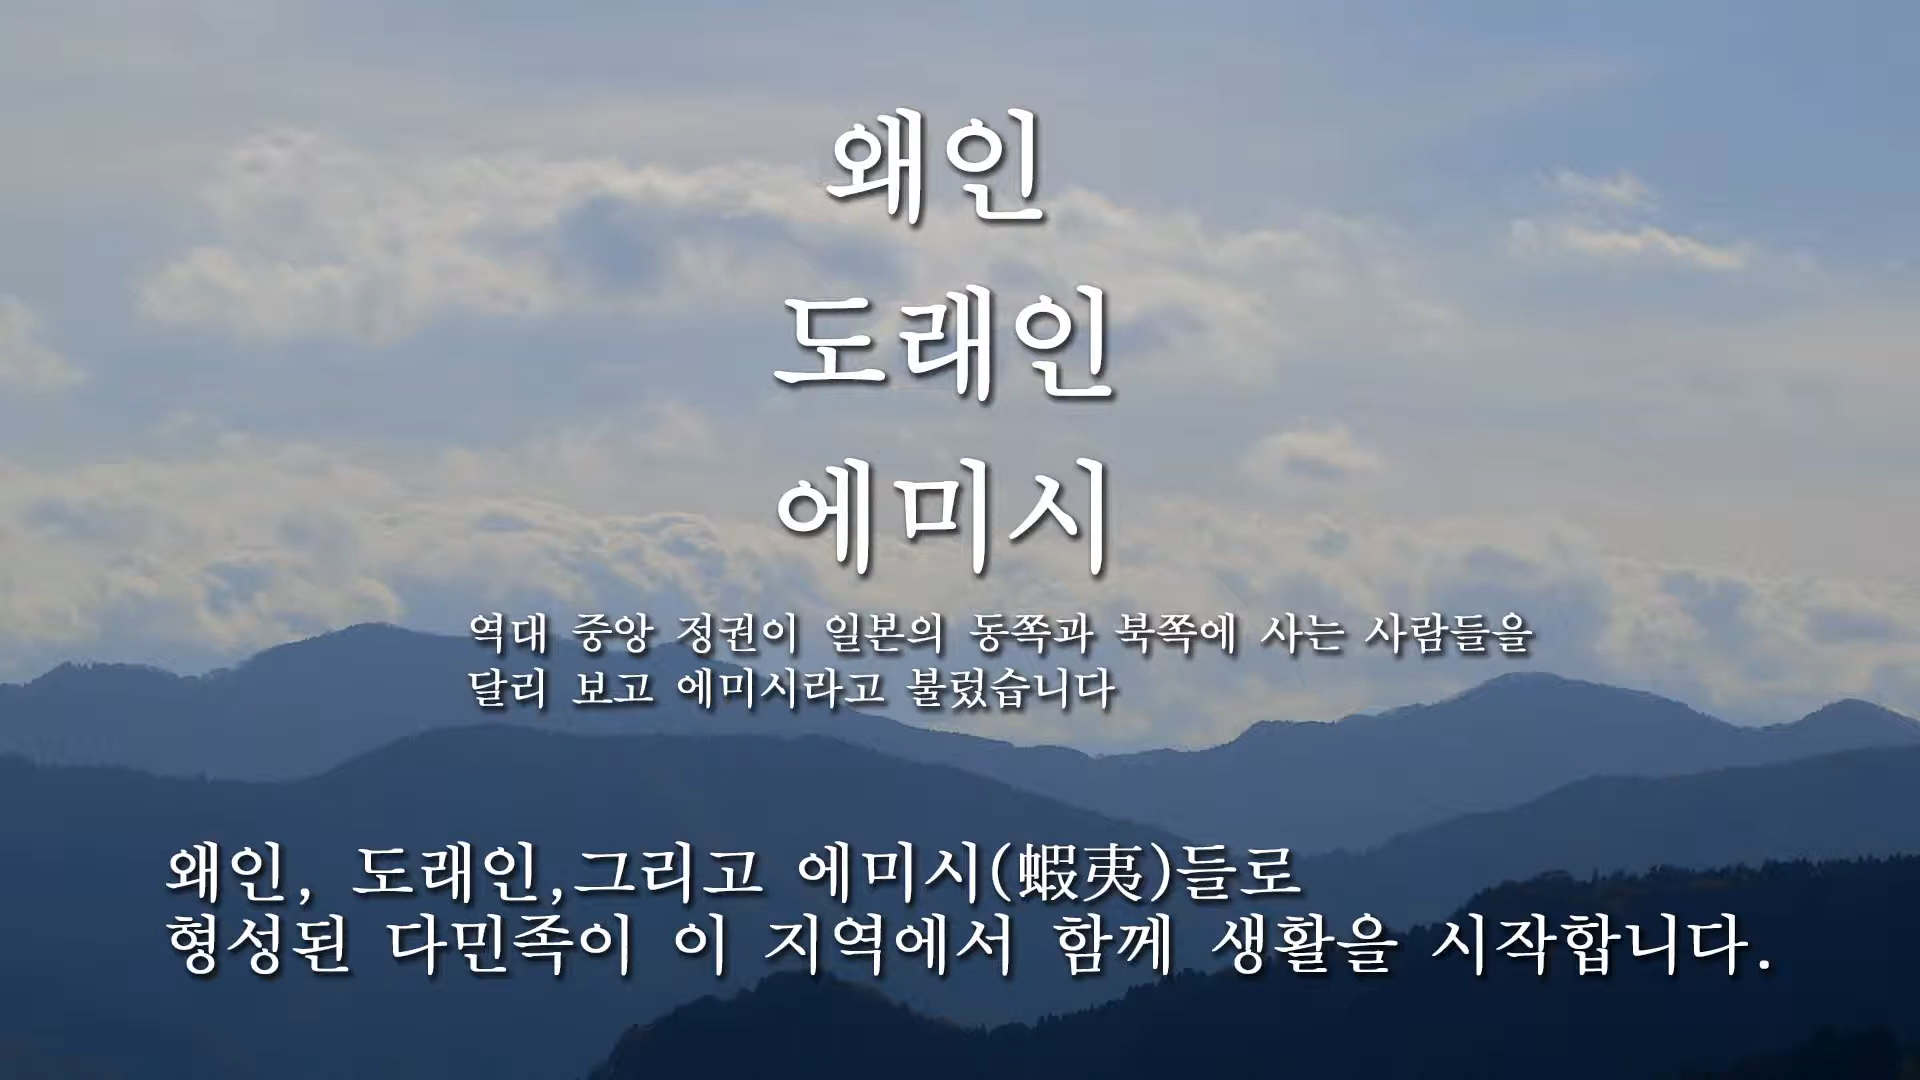 왜인
도래인
에미시
역대 중앙 정권이 일본의 동쪽과 북쪽에 사는 사람들을
달리 보고 에미시라고 불렀습니다
왜인, 도래인,그리고 에미시(蝦夷)들로
형성된 다민족이 이 지역에서 함께 생활을 시작합니다.